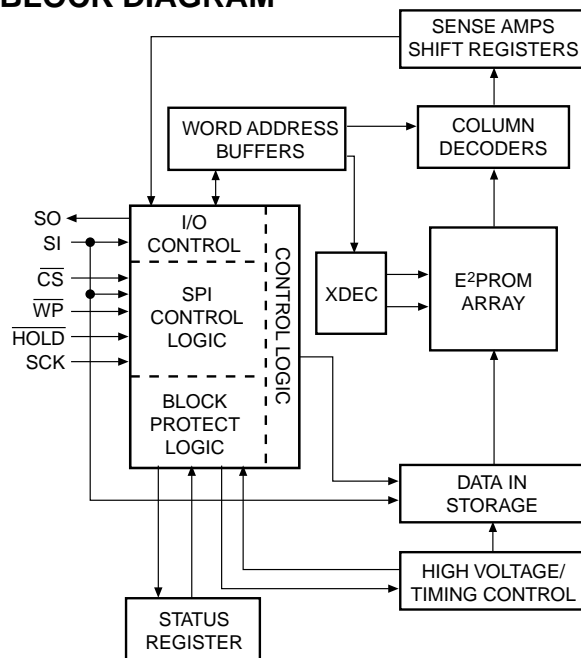 BLOCK DIAGRAM
SENSE AMPS
SHIFT REGISTERS
WORD ADDRESS
BUFFERS
COLUMN
DECODERS
SO
SI
CS
WP
HOLD
SCK
I/O
CONTROL
SPI
CONTROL
LOGIC
BLOCK
PROTECT
LOGIC
CONTROL LOGIC
XDEC
E²PROM
ARRAY
DATA IN
STORAGE
HIGH VOLTAGE/
TIMING CONTROL
STATUS
REGISTER